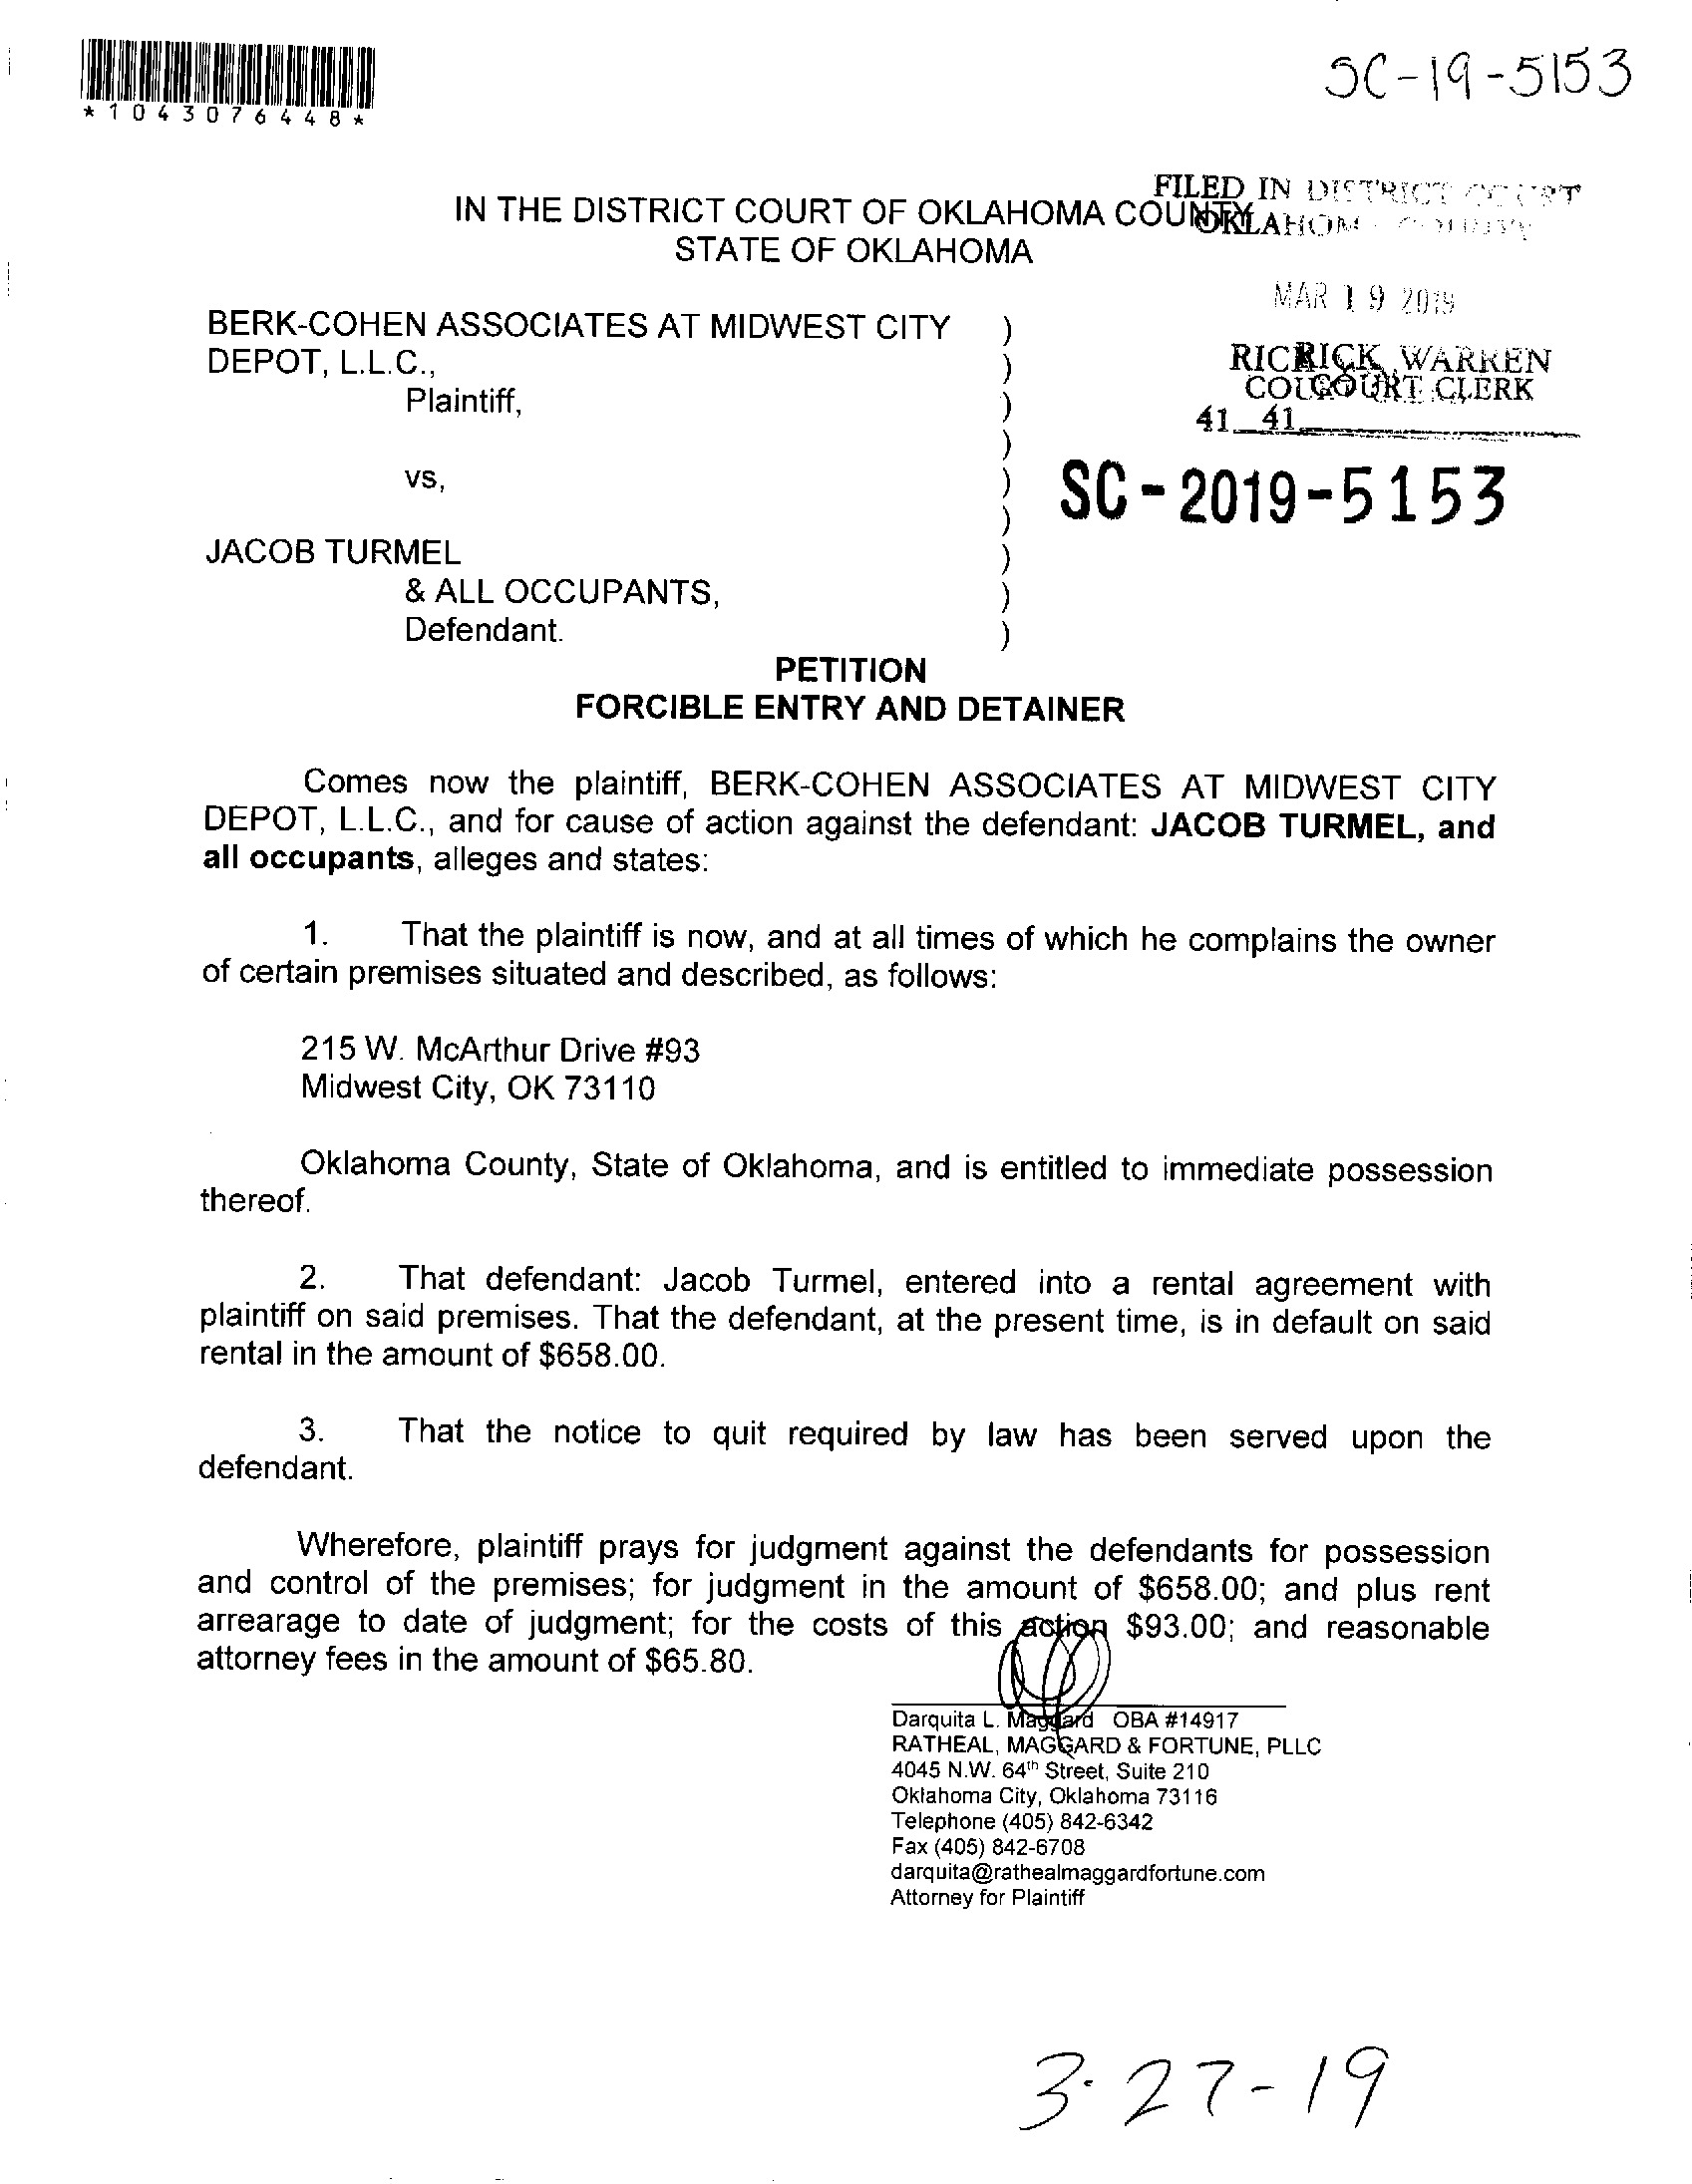 *1043076448*
SC-19-5153
FILED IN DISTRICT COURT
OKLAHOMA COUNTY
IN THE DISTRICT COURT OF OKLAHOMA COUNTY
STATE OF OKLAHOMA
MAR 19 2019
RICK WARREN
COURT CLERK
41 41
BERK-COHEN ASSOCIATES AT MIDWEST CITY )
DEPOT, L.L.C., )
Plaintiff, )
)
vs, )
)
SC-2019-5153
JACOB TURMEL )
& ALL OCCUPANTS, )
Defendant. )
PETITION
FORCIBLE ENTRY AND DETAINER
Comes now the plaintiff, BERK-COHEN ASSOCIATES AT MIDWEST CITY
DEPOT, L.L.C., and for cause of action against the defendant: JACOB TURMEL, and
all occupants, alleges and states:
1. That the plaintiff is now, and at all times of which he complains the owner
of certain premises situated and described, as follows:
215 W. McArthur Drive #93
Midwest City, OK 73110
Oklahoma County, State of Oklahoma, and is entitled to immediate possession
thereof.
2. That defendant: Jacob Turmel, entered into a rental agreement with
plaintiff on said premises. That the defendant, at the present time, is in default on said
rental in the amount of $658.00.
3. That the notice to quit required by law has been served upon the
defendant.
Wherefore, plaintiff prays for judgment against the defendants for possession
and control of the premises; for judgment in the amount of $658.00; and plus rent
arrearage to date of judgment; for the costs of this action $93.00; and reasonable
attorney fees in the amount of $65.80.
Darquita L. Maggard OBA #14917
RATHEAL, MAGGARD & FORTUNE, PLLC
4045 N.W. 64th Street, Suite 210
Oklahoma City, Oklahoma 73116
Telephone (405) 842-6342
Fax (405) 842-6708
darquita@rathealmaggardfortune.com
Attorney for Plaintiff
3-27-19